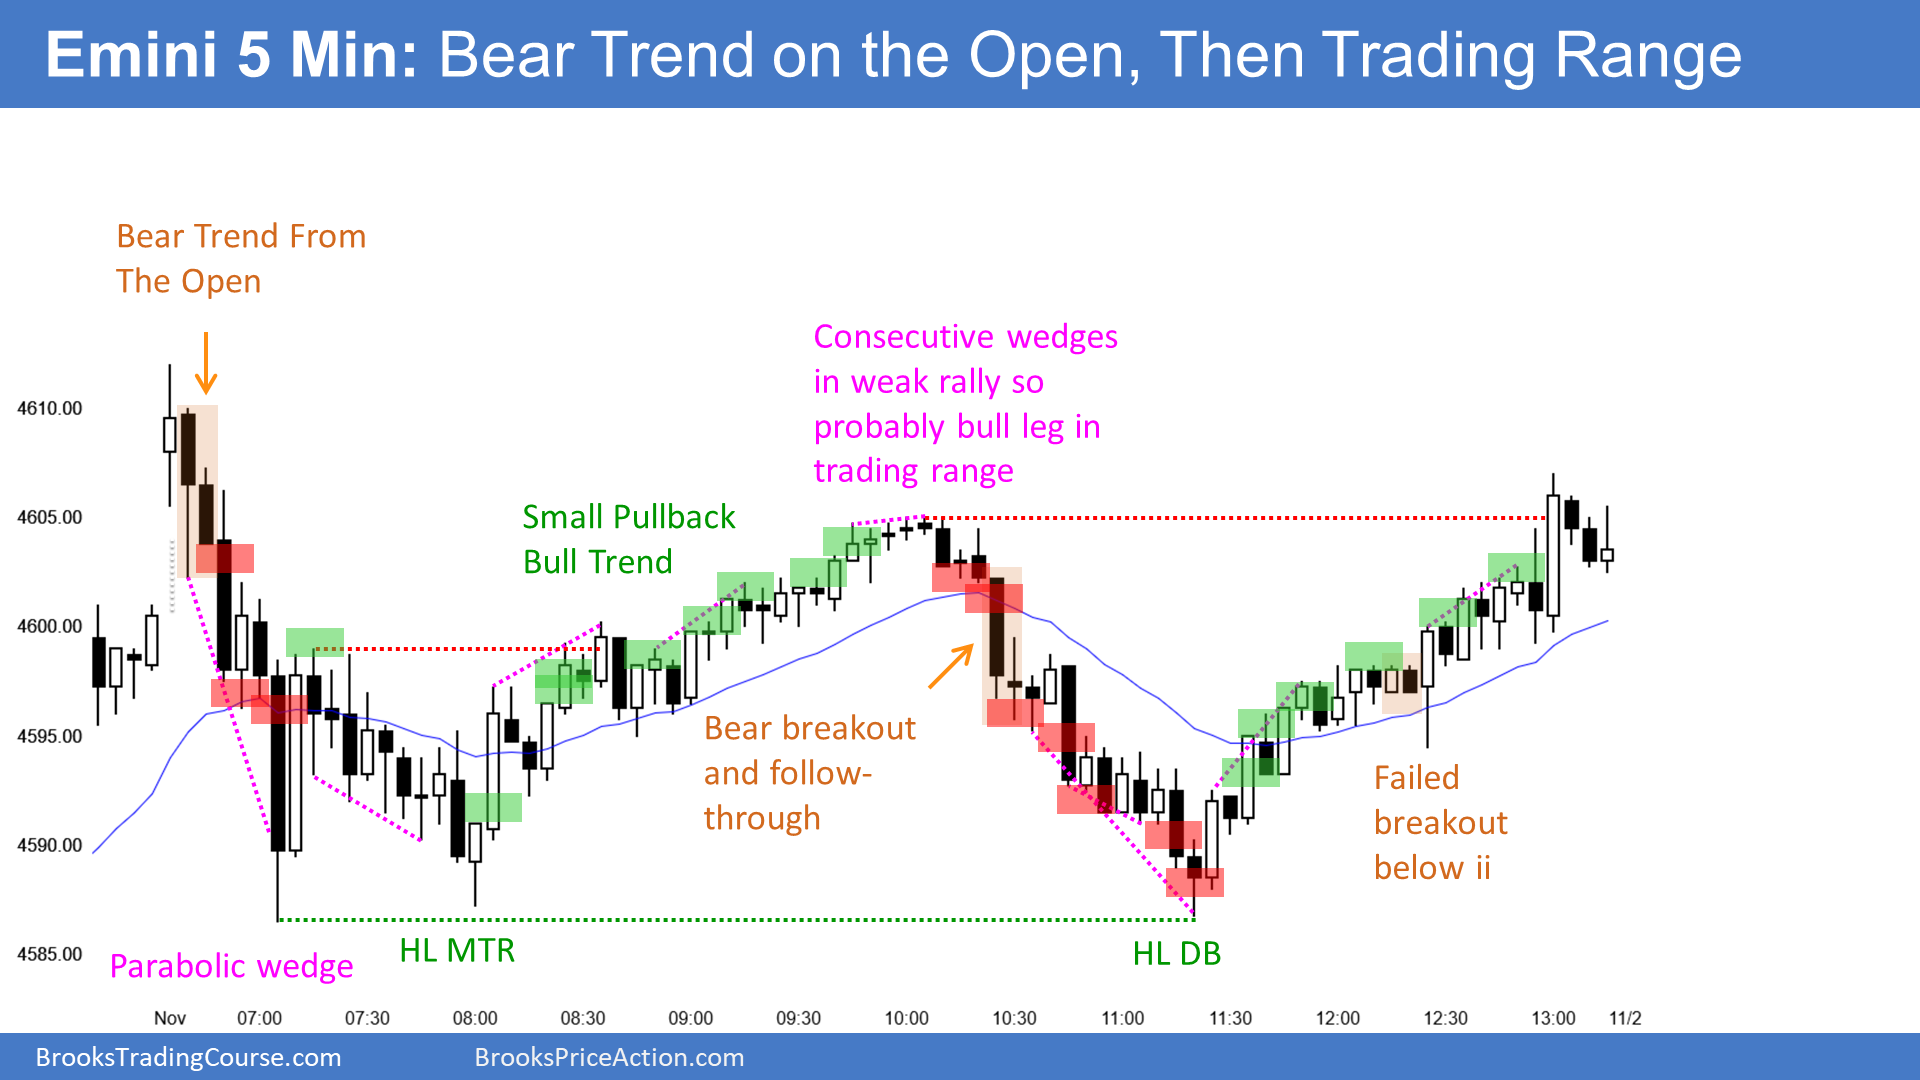 Emini 5 Min: Bear Trend on the Open, Then Trading Range
Bear Trend From
The Open
Consecutive wedges
in weak rally so
probably bull leg in
trading range
Small Pullback
Bull Trend
Bear breakout
and follow-
through
Failed
breakout
below ii
HL MTR
HL DB
Parabolic wedge
4610.00
4605.00
4600.00
4595.00
4590.00
4585.00
Nov 07:00 07:30 08:00 08:30 09:00 09:30 10:00 10:30 11:00 11:30 12:00 12:30 13:00 11/2
BrooksTradingCourse.com BrooksPriceAction.com